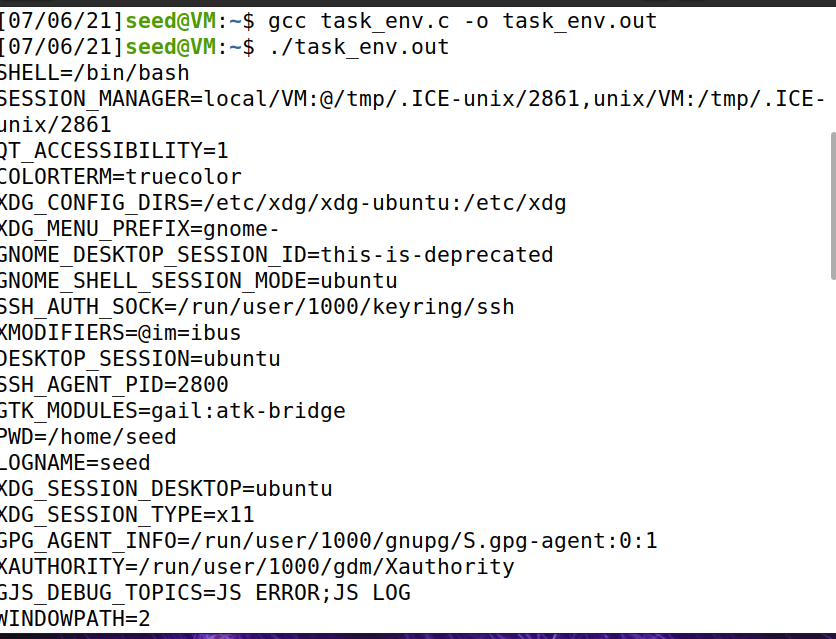 [07/06/21]seed@VM:~$ gcc task_env.c -o task_env.out
[07/06/21]seed@VM:~$ ./task_env.out
SHELL=/bin/bash
SESSION_MANAGER=local/VM:@/tmp/.ICE-unix/2861,unix/VM:/tmp/.ICE-
unix/2861
QT_ACCESSIBILITY=1
COLORTERM=truecolor
XDG_CONFIG_DIRS=/etc/xdg/xdg-ubuntu:/etc/xdg
XDG_MENU_PREFIX=gnome-
GNOME_DESKTOP_SESSION_ID=this-is-deprecated
GNOME_SHELL_SESSION_MODE=ubuntu
SSH_AUTH_SOCK=/run/user/1000/keyring/ssh
XMODIFIERS=@im=ibus
DESKTOP_SESSION=ubuntu
SSH_AGENT_PID=2800
GTK_MODULES=gail:atk-bridge
PWD=/home/seed
LOGNAME=seed
XDG_SESSION_DESKTOP=ubuntu
XDG_SESSION_TYPE=x11
GPG_AGENT_INFO=/run/user/1000/gnupg/S.gpg-agent:0:1
XAUTHORITY=/run/user/1000/gdm/Xauthority
GJS_DEBUG_TOPICS=JS ERROR;JS LOG
WINDOWPATH=2